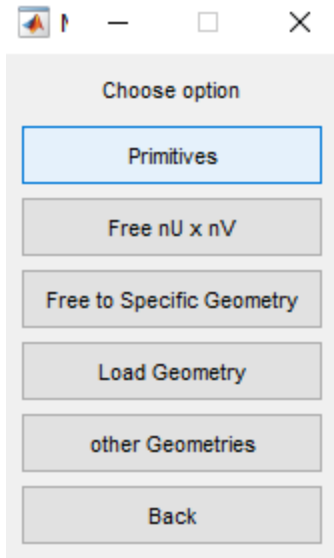 Choose option
Primitives
Free nU x nV
Free to Specific Geometry
Load Geometry
other Geometries
Back